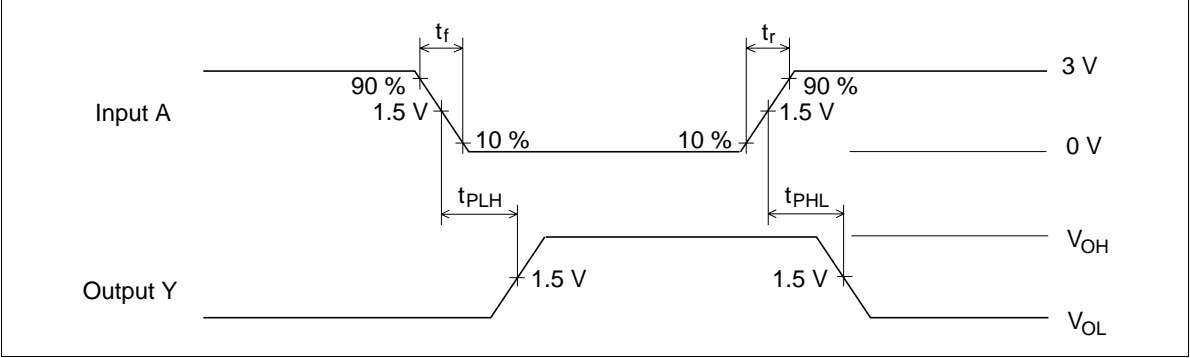 tf tr
90 % 90 % 3 V
Input A 1.5 V 1.5 V
10 % 10 % 0 V
tPLH tPHL
VOH
1.5 V 1.5 V
Output Y
VOL